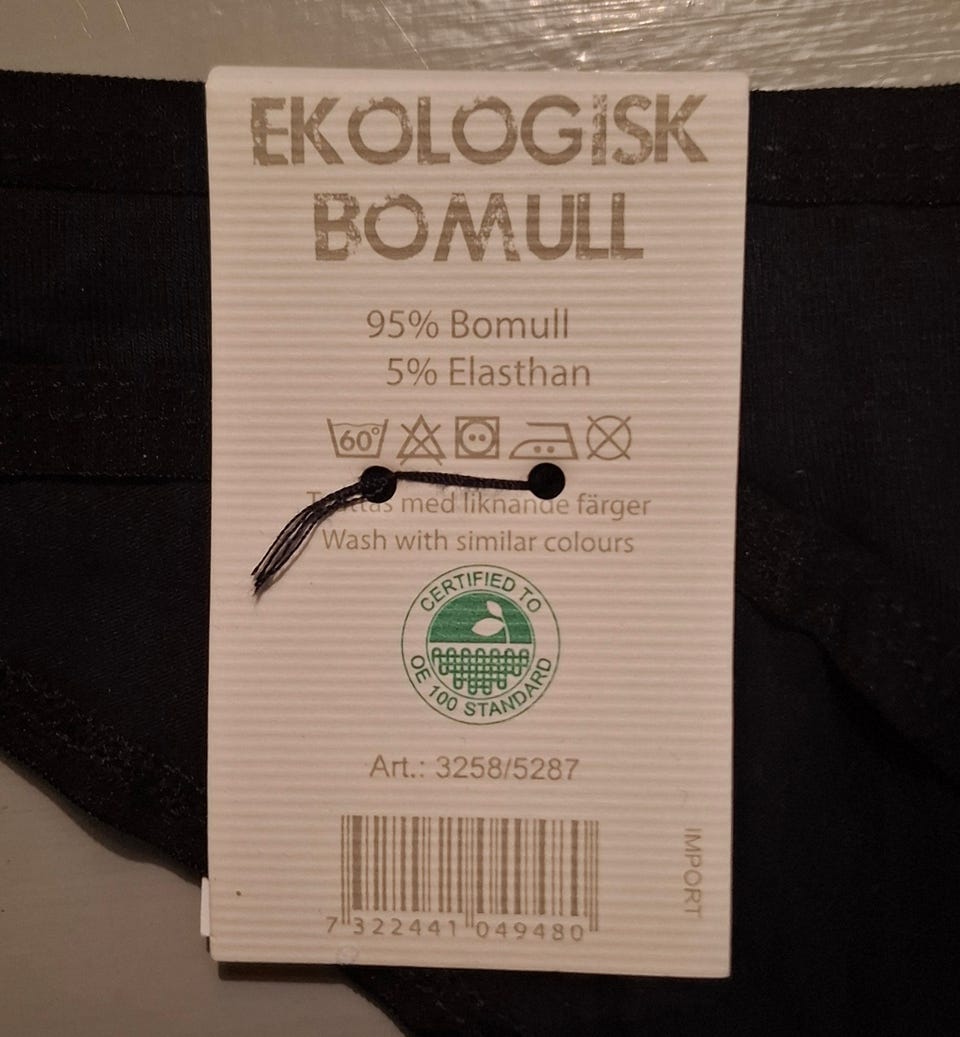 EKOLOGISK
BOMULL
95% Bomull
5% Elasthan
60°
med liknande färger
Wash with similar colours
CERTIFIED TO
OE 100 STANDARD
Art.: 3258/5287
IMPORT
7 322441 049480